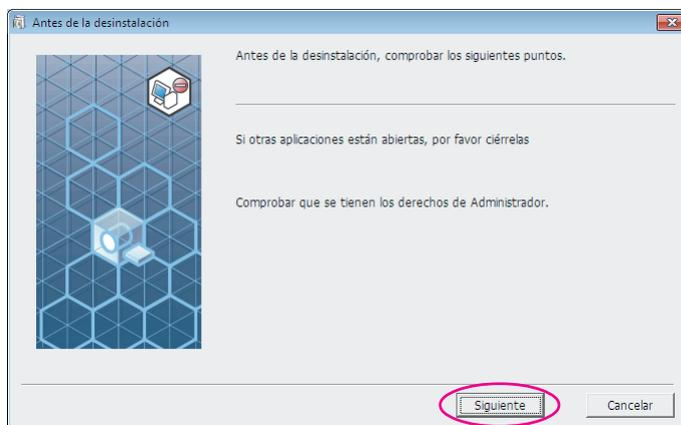 Antes de la desinstalación
Antes de la desinstalación, comprobar los siguientes puntos.
Si otras aplicaciones están abiertas, por favor ciérrelas
Comprobar que se tienen los derechos de Administrador.
Siguiente
Cancelar